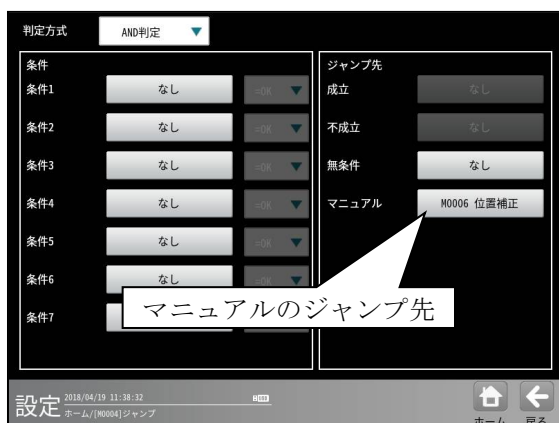 判定方式 AND判定
条件
条件1 なし =OK
条件2 なし =OK
条件3 なし =OK
条件4 なし =OK
条件5 なし =OK
条件6 なし =OK
条件7
ジャンプ先
成立 なし
不成立 なし
無条件 なし
マニュアル M0006 位置補正
マニュアルのジャンプ先
設定 2018/04/19 11:38:32
ホーム/[M0004]ジャンプ
ホーム 戻る